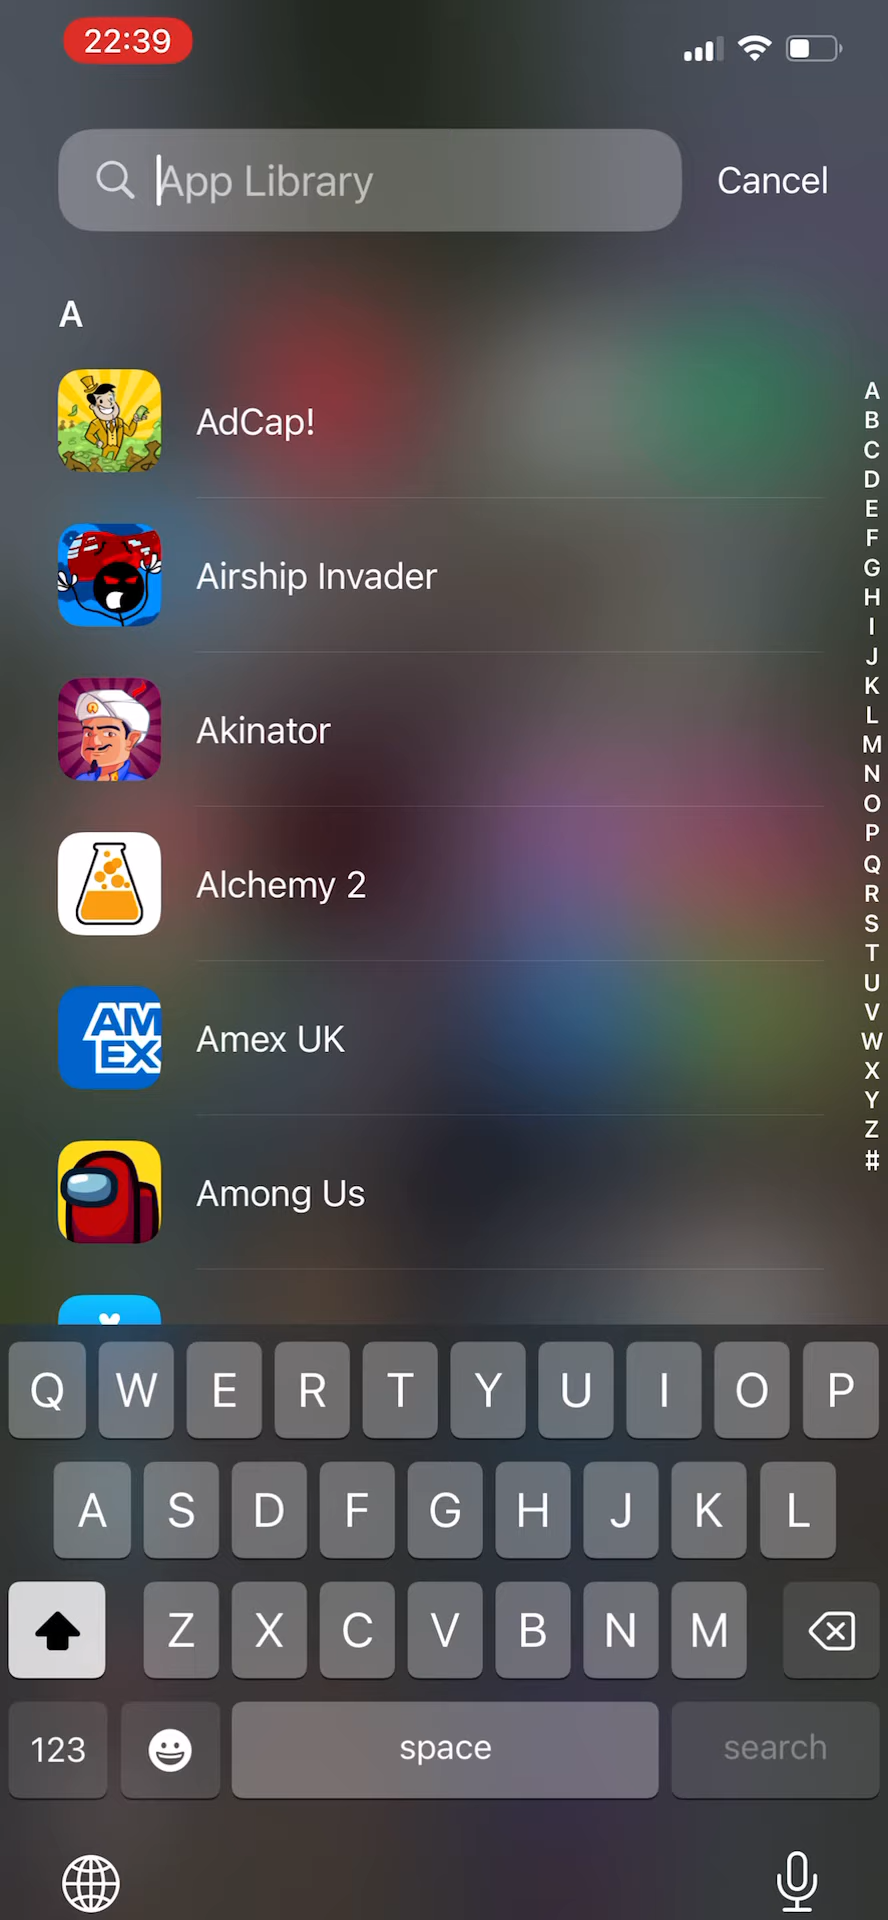 22:39
App Library
Cancel
A
AdCap!
Airship Invader
Akinator
Alchemy 2
AM
EX
Amex UK
Among Us
A
B
C
D
E
F
G
H
I
J
K
L
M
N
O
P
Q
R
S
T
U
V
W
X
Y
Z
#
Q W E R T Y U I O P
A S D F G H J K L
Z X C V B N M
123 space search